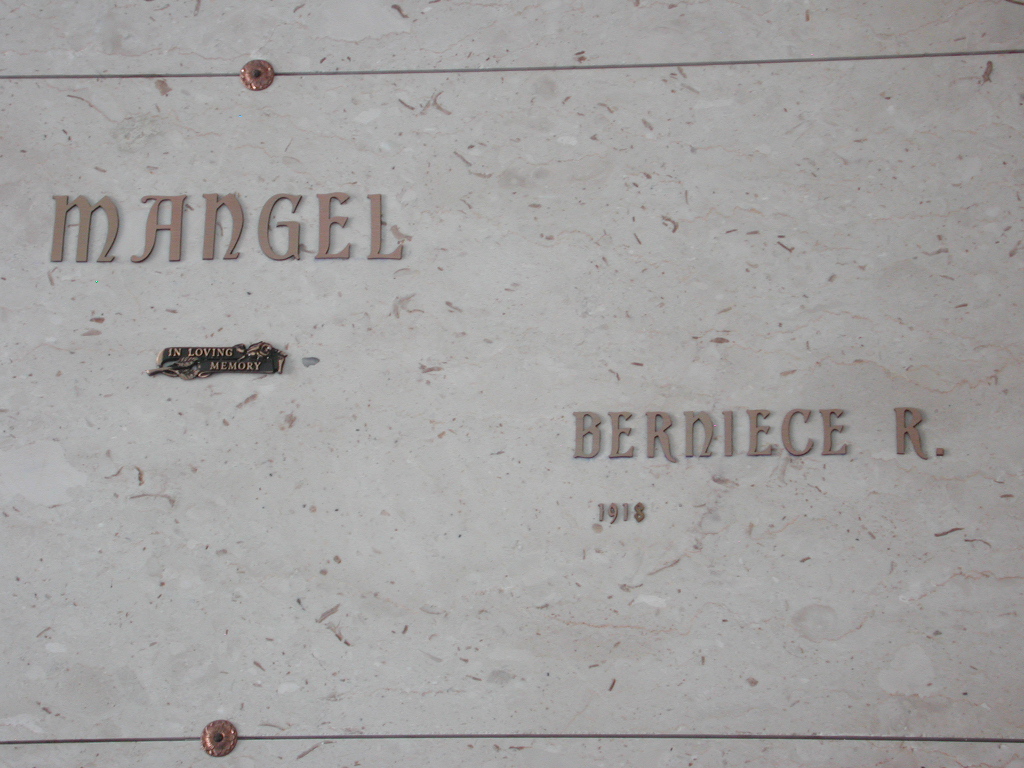 MANGEL
IN LOVING
MEMORY
BERNIECE R.
1918